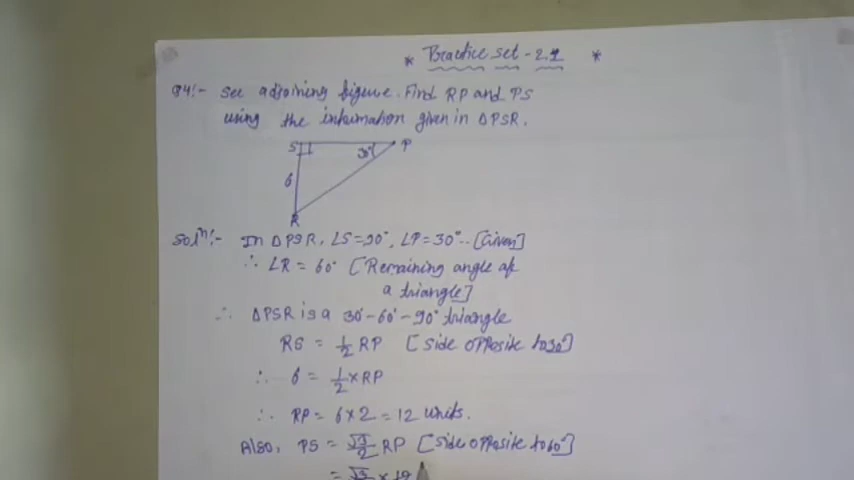 * Practice set - 2.1 *
Q4:- See adjoining figure. Find RP and PS
using the information given in ΔPSR.
S 30° P
6
R
Solⁿ:- In ΔPSR, ∠S=90°, ∠P=30°.. [Given]
∴ ∠R = 60° [Remaining angle of
a triangle]
∴ ΔPSR is a 30°-60°-90° triangle
RS = 1/2 RP [side opposite to 30°]
∴ 6 = 1/2 × RP
∴ RP = 6×2 = 12 units.
Also, PS = √3/2 RP [side opposite to 60°]
= √3/2 × 12